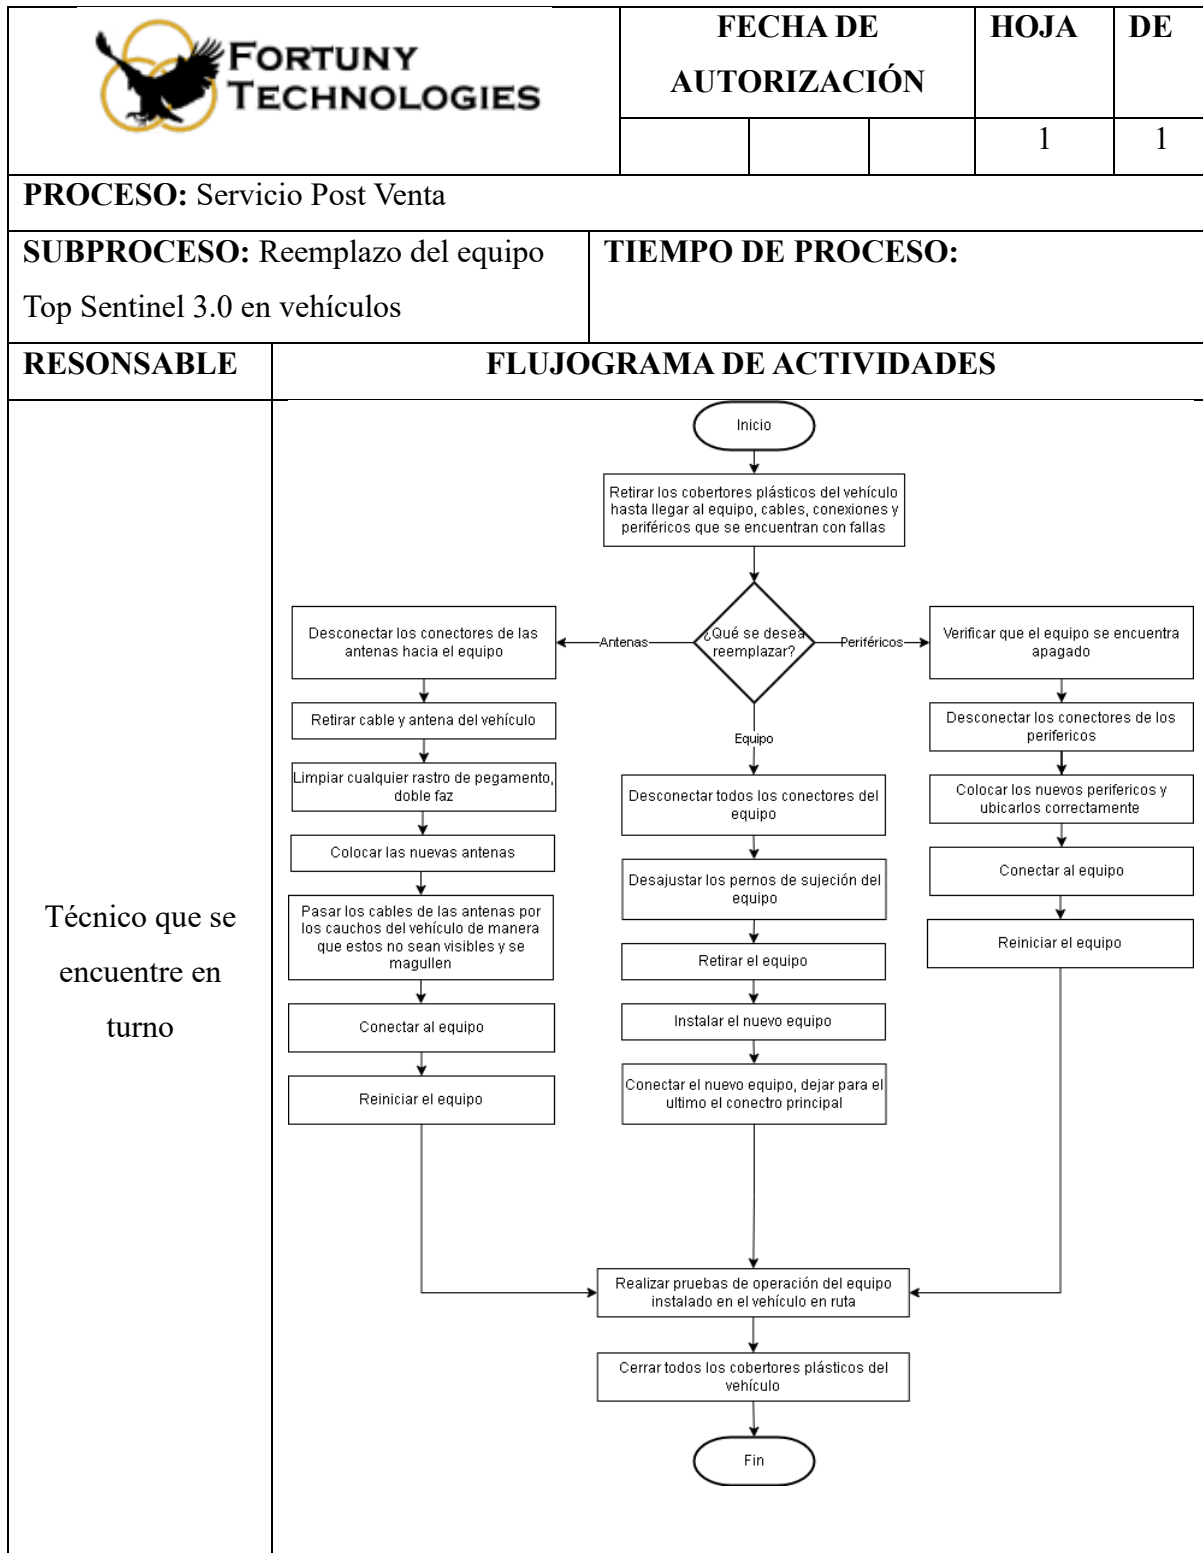 FORTUNY
TECHNOLOGIES
FECHA DE
AUTORIZACIÓN
HOJA
DE
1
1
PROCESO: Servicio Post Venta
SUBPROCESO: Reemplazo del equipo
Top Sentinel 3.0 en vehículos
TIEMPO DE PROCESO:
RESONSABLE
FLUJOGRAMA DE ACTIVIDADES
Técnico que se
encuentre en
turno
Inicio
Retirar los cobertores plásticos del vehículo
hasta llegar al equipo, cables, conexiones y
periféricos que se encuentran con fallas
¿Qué se desea
reemplazar?
Antenas
Desconectar los conectores de las
antenas hacia el equipo
Retirar cable y antena del vehículo
Limpiar cualquier rastro de pegamento,
doble faz
Colocar las nuevas antenas
Pasar los cables de las antenas por
los cauchos del vehículo de manera
que estos no sean visibles y se
magullen
Conectar al equipo
Reiniciar el equipo
Equipo
Desconectar todos los conectores del
equipo
Desajustar los pernos de sujeción del
equipo
Retirar el equipo
Instalar el nuevo equipo
Conectar el nuevo equipo, dejar para el
ultimo el conectro principal
Periféricos
Verificar que el equipo se encuentra
apagado
Desconectar los conectores de los
perifericos
Colocar los nuevos perifericos y
ubicarlos correctamente
Conectar al equipo
Reiniciar el equipo
Realizar pruebas de operación del equipo
instalado en el vehículo en ruta
Cerrar todos los cobertores plásticos del
vehículo
Fin